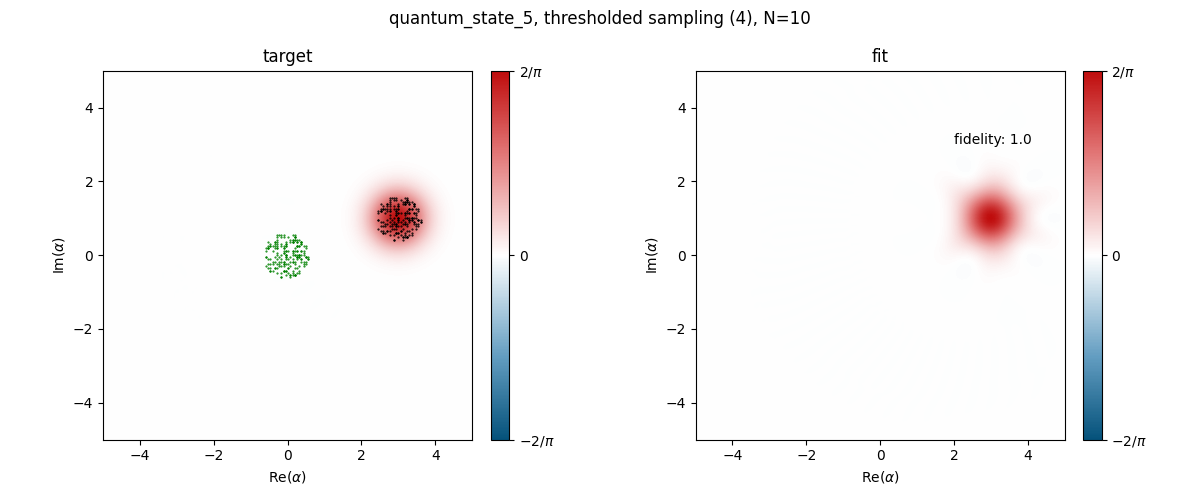 quantum_state_5, thresholded sampling (4), N=10
target
fit
4
2
0
−2
−4
Im(α)
−4
−2
0
2
4
Re(α)
2/π
0
−2/π
fidelity: 1.0
4
2
0
−2
−4
Im(α)
−4
−2
0
2
4
Re(α)
2/π
0
−2/π